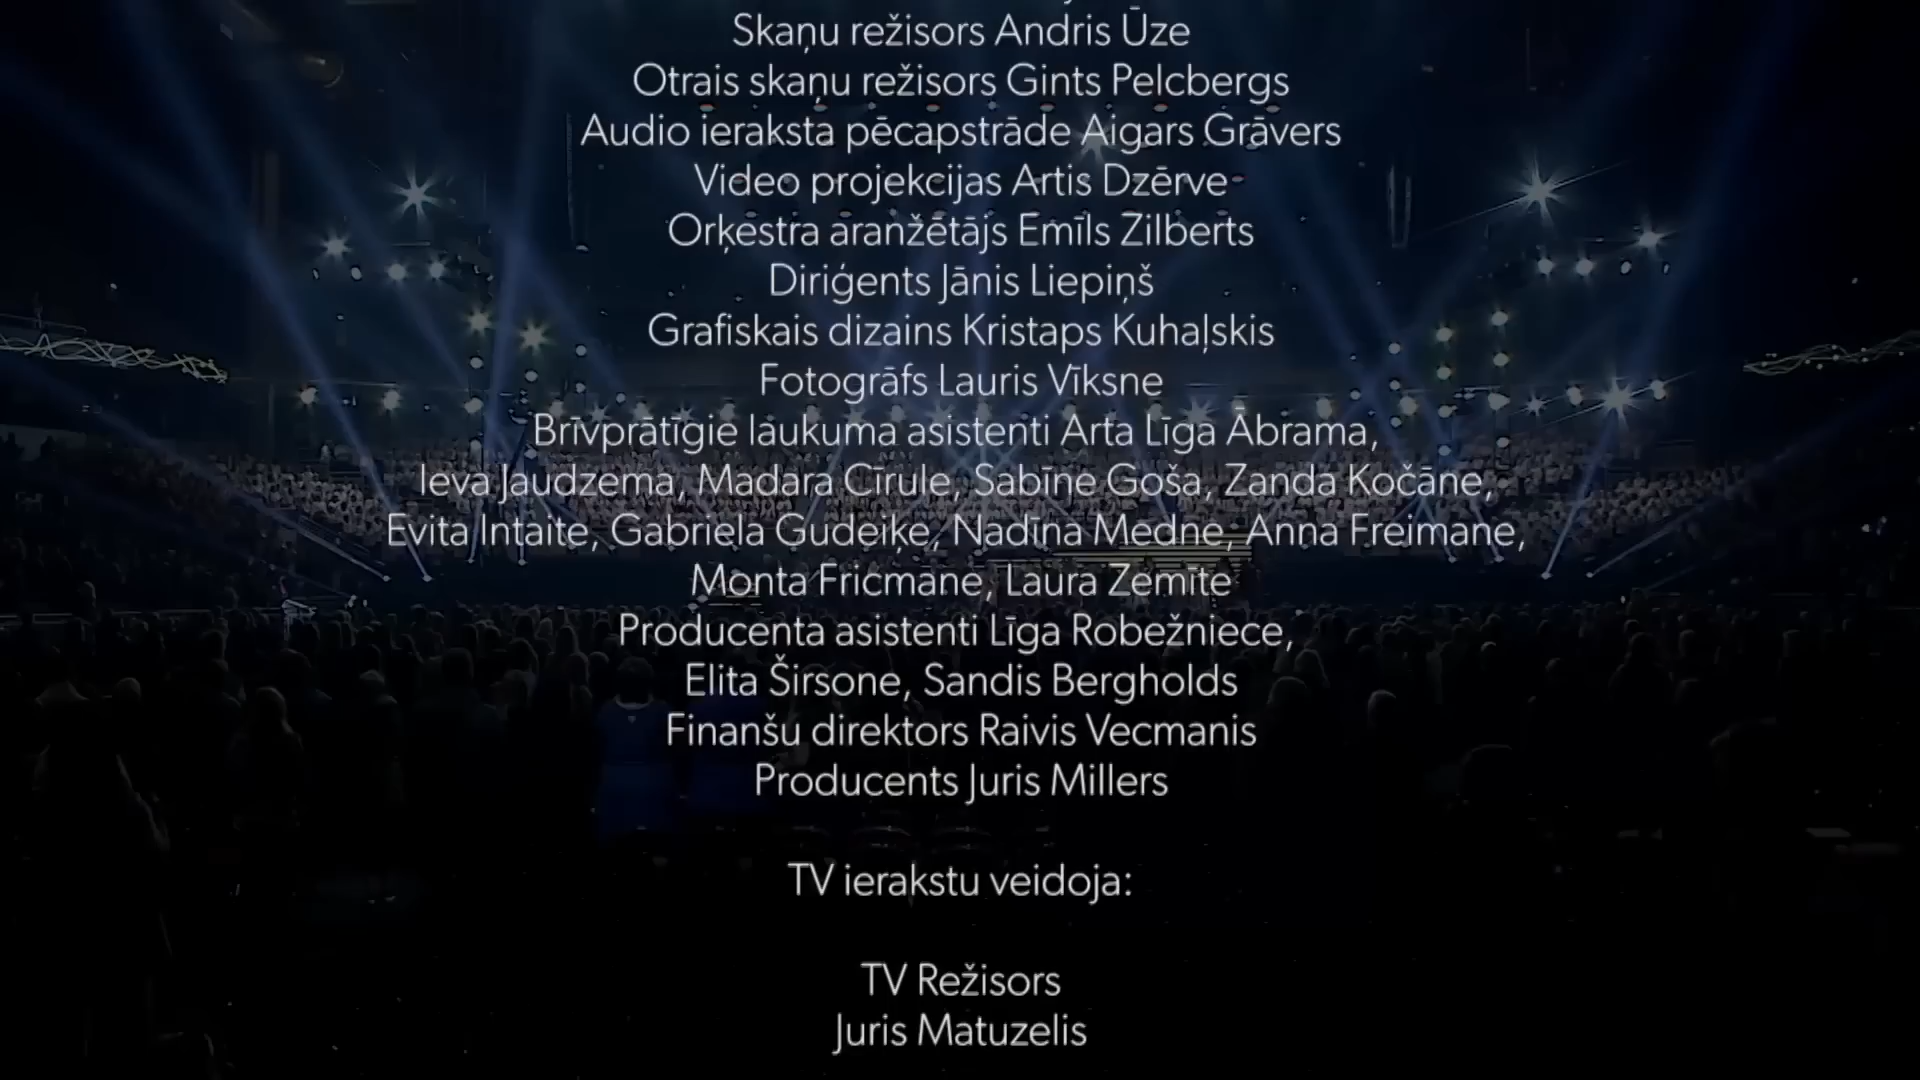 Skaņu režisors Andris Ūze
Otrais skaņu režisors Gints Pelcbergs
Audio ieraksta pēcapstrāde Aigars Grāvers
Video projekcijas Artis Dzērve
Orķestra aranžētājs Emīls Zilberts
Diriģents Jānis Liepiņš
Grafiskais dizains Kristaps Kuhaļskis
Fotogrāfs Lauris Vīksne
Brīvprātīgie laukuma asistenti Arta Līga Ābrama,
Ieva Jaudzema, Madara Cīrule, Sabīne Goša, Zanda Kočāne,
Evita Intaite, Gabriela Gudeiķe, Nadīna Medne, Anna Freimane,
Monta Fricmane, Laura Zemīte
Producenta asistenti Līga Robežniece,
Elita Širsone, Sandis Bergholds
Finanšu direktors Raivis Vecmanis
Producents Juris Millers
TV ierakstu veidoja:
TV Režisors
Juris Matuzelis